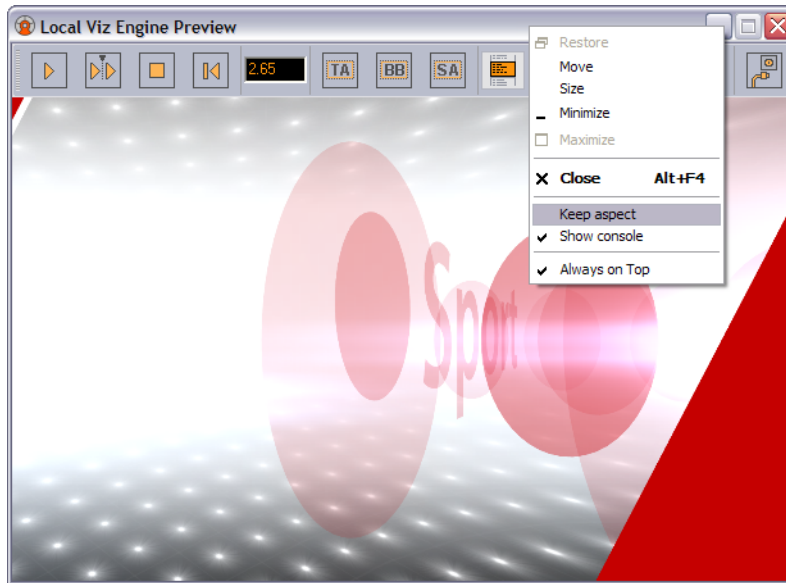 Local Viz Engine Preview
2.65
TA
BB
SA
Restore
Move
Size
Minimize
Maximize
Close Alt+F4
Keep aspect
Show console
Always on Top
Sport